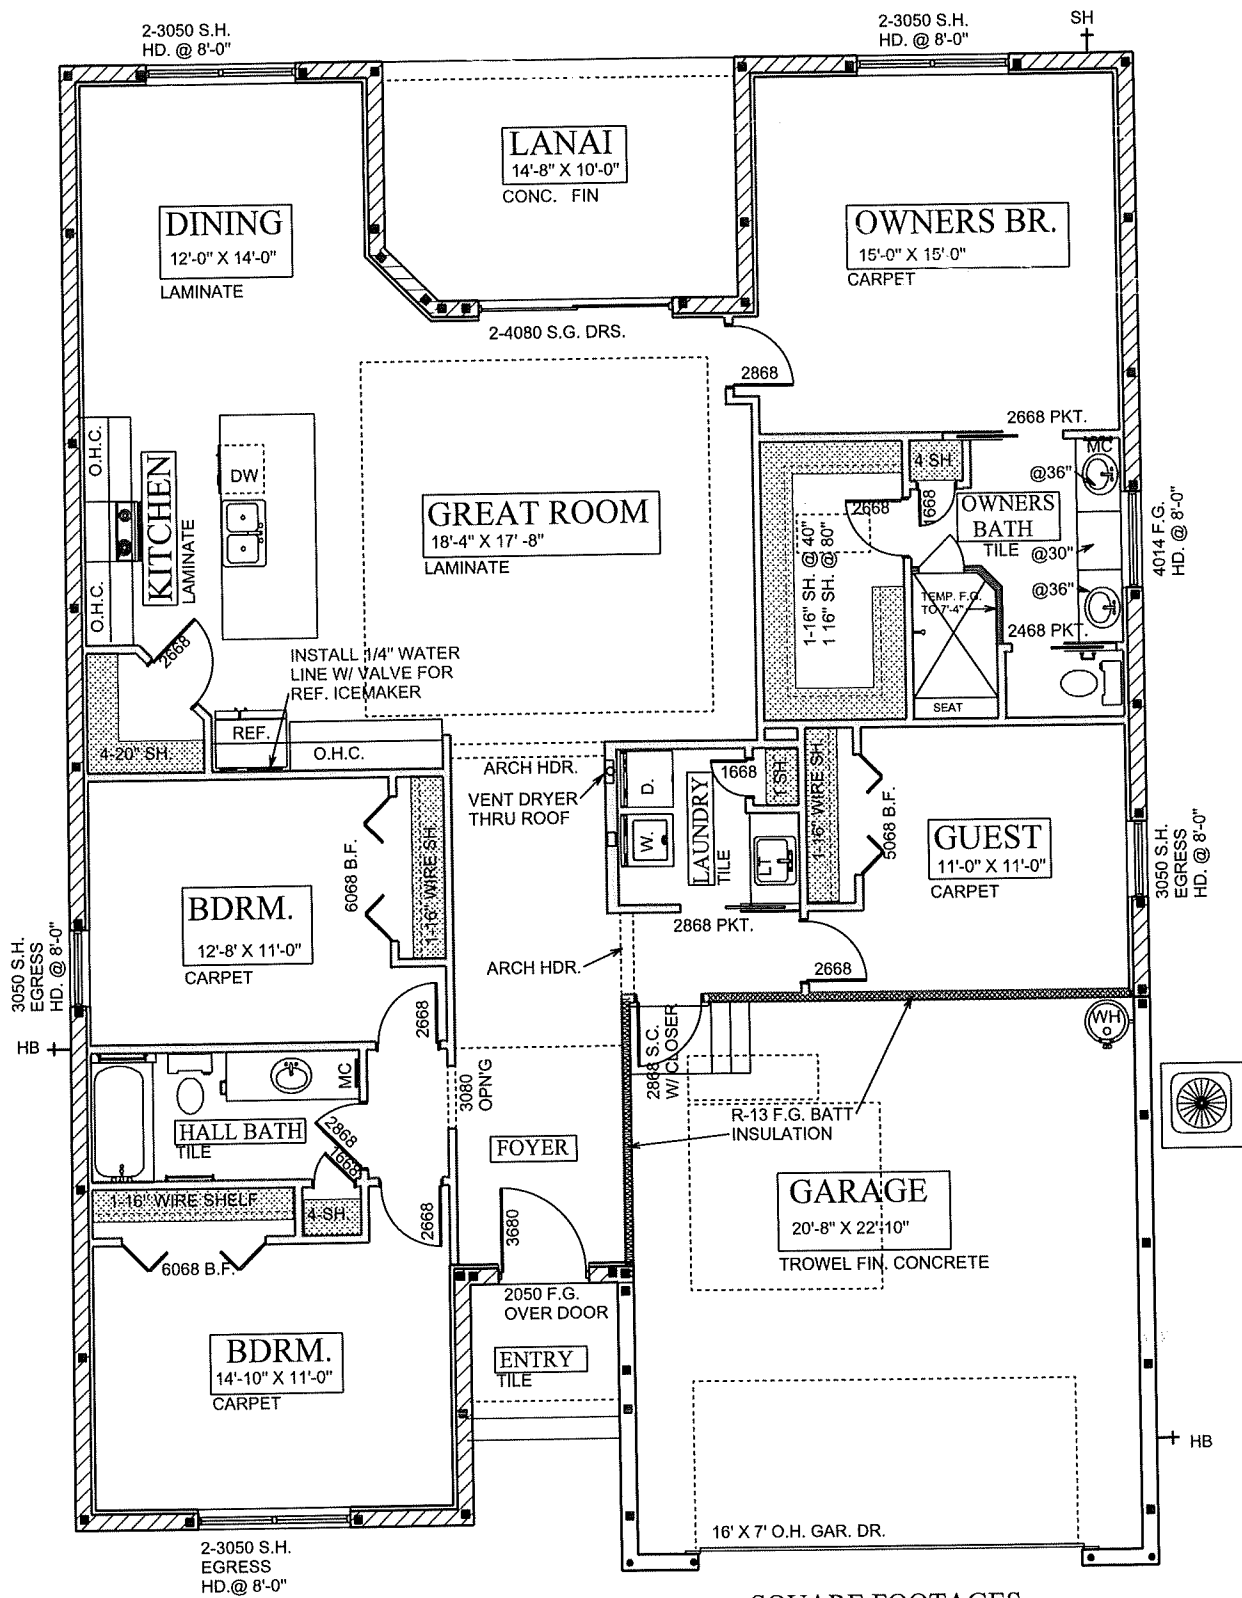 2-3050 S.H.
HD. @ 8'-0"
2-3050 S.H.
HD. @ 8'-0"
SH
LANAI
14'-8" X 10'-0"
CONC. FIN
DINING
12'-0" X 14'-0"
LAMINATE
OWNERS BR.
15'-0" X 15'-0"
CARPET
2-4080 S.G. DRS.
2868
2668 PKT.
MC
@36"
4 SH
1668
2668
OWNERS
BATH
TILE
@30"
@36"
4014 F.G.
HD. @ 8'-0"
O.H.C.
DW
KITCHEN
LAMINATE
O.H.C.
GREAT ROOM
18'-4" X 17' -8"
LAMINATE
1-16" SH. @ 40"
1 16" SH. @ 80"
TEMP. F.G.
TO 7'-4"
2468 PKT.
SEAT
2668
INSTALL 1/4" WATER
LINE W/ VALVE FOR
REF. ICEMAKER
REF.
O.H.C.
4-20" SH.
ARCH HDR.
VENT DRYER
THRU ROOF
D.
W.
LAUNDRY
TILE
1668
1 SH.
LT
1-16" WIRE SH.
5068 B.F.
GUEST
11'-0" X 11'-0"
CARPET
3050 S.H.
EGRESS
HD. @ 8'-0"
6068 B.F.
1-16" WIRE SH.
BDRM.
12'-8' X 11'-0"
CARPET
3050 S.H.
EGRESS
HD. @ 8'-0"
2868 PKT.
ARCH HDR.
2668
2668
HB
2868 S.C.
W/ CLOSER
WH
MC
3080
OPN'G
HALL BATH
TILE
2868
1668
FOYER
R-13 F.G. BATT
INSULATION
1-16" WIRE SHELF
4-SH.
2668
3680
GARAGE
20'-8" X 22'-10"
TROWEL FIN. CONCRETE
6068 B.F.
2050 F.G.
OVER DOOR
BDRM.
14'-10" X 11'-0"
CARPET
ENTRY
TILE
HB
16' X 7' O.H. GAR. DR.
2-3050 S.H.
EGRESS
HD.@ 8'-0"
SQUARE FOOTAGES